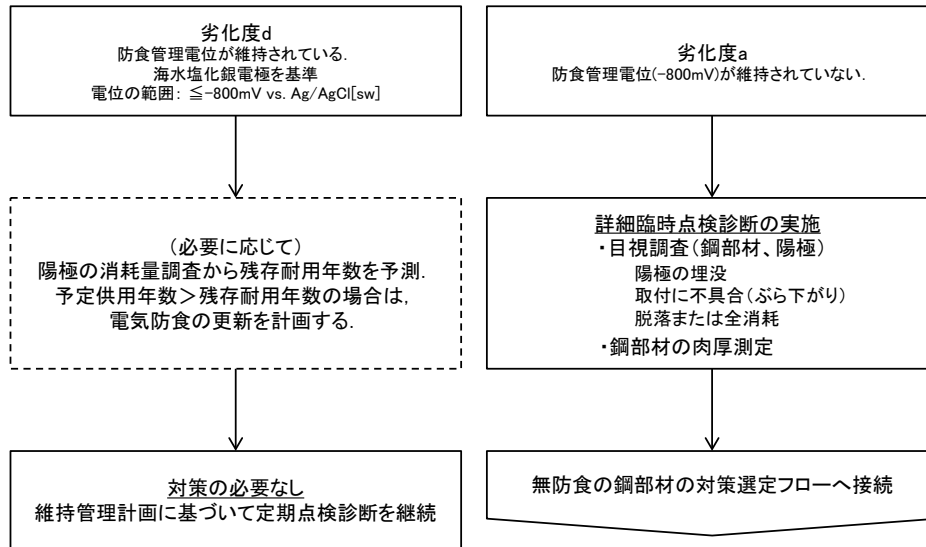 劣化度d
防食管理電位が維持されている.
海水塩化銀電極を基準
電位の範囲: ≦-800mV vs. Ag/AgCl[sw]
(必要に応じて)
陽極の消耗量調査から残存耐用年数を予測.
予定供用年数＞残存耐用年数の場合は,
電気防食の更新を計画する.
対策の必要なし
維持管理計画に基づいて定期点検診断を継続
劣化度a
防食管理電位(-800mV)が維持されていない.
詳細臨時点検診断の実施
・目視調査(鋼部材、陽極)
陽極の埋没
取付に不具合(ぶら下がり)
脱落または全消耗
・鋼部材の肉厚測定
無防食の鋼部材の対策選定フローへ接続